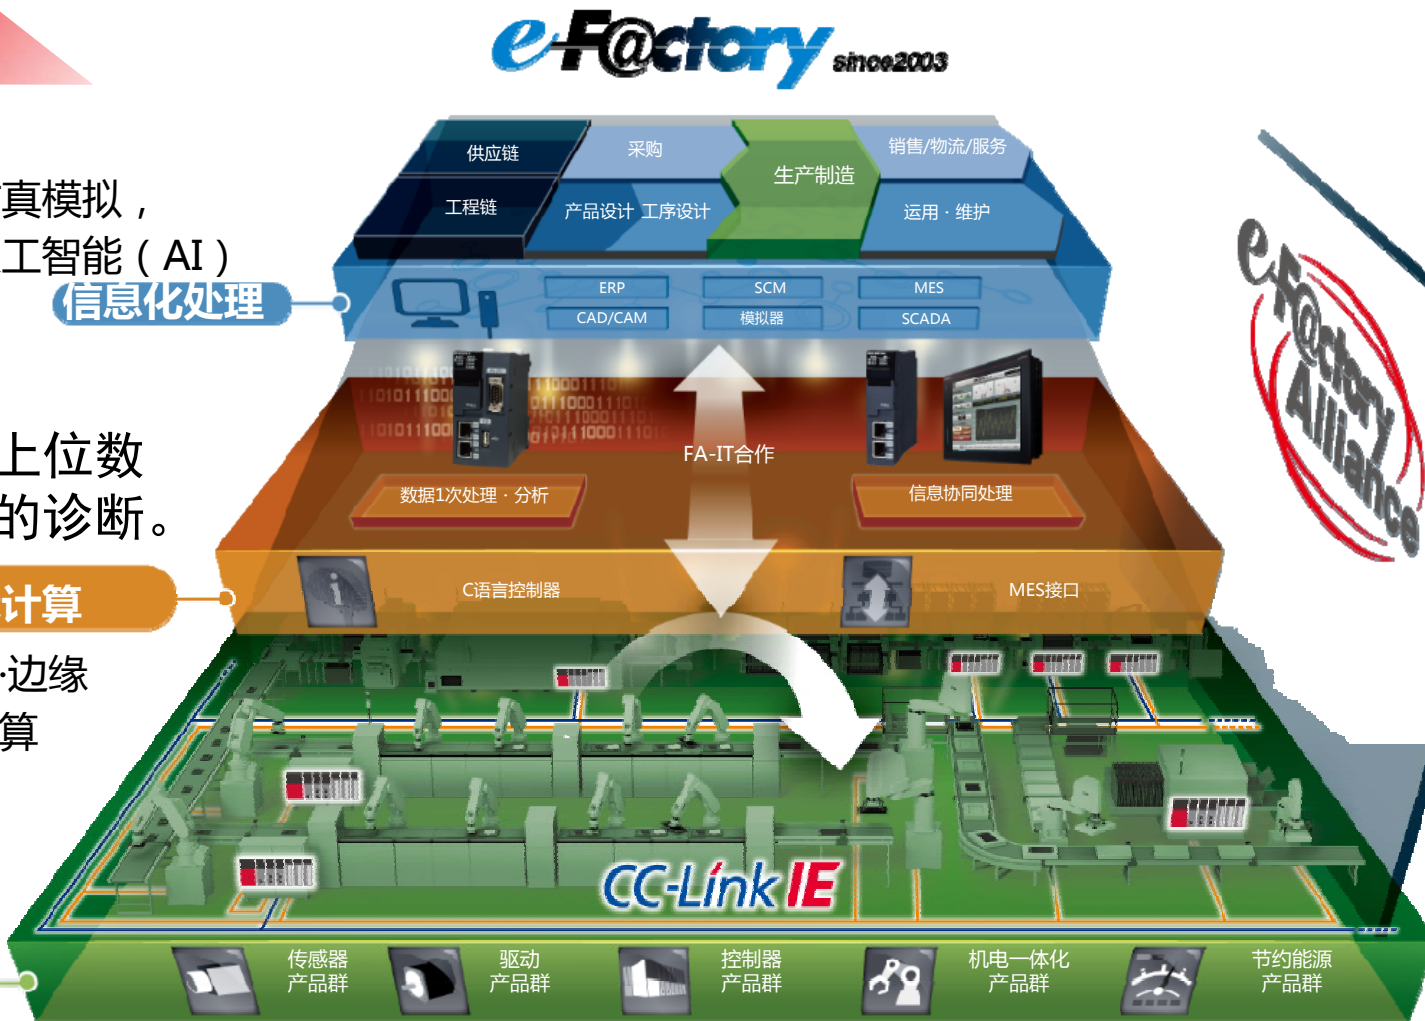 e-F@ctory since2003
供应链
采购
生产制造
销售/物流/服务
工程链
产品设计 工序设计
运用·维护
真模拟，
工智能（AI）
信息化处理
ERP
SCM
MES
CAD/CAM
模拟器
SCADA
e-F@ctory
Alliance
上位数
的诊断。
FA-IT合作
数据1次处理·分析
信息协同处理
计算
C语言控制器
MES接口
·边缘
算
CC-Link IE
传感器
产品群
驱动
产品群
控制器
产品群
机电一体化
产品群
节约能源
产品群